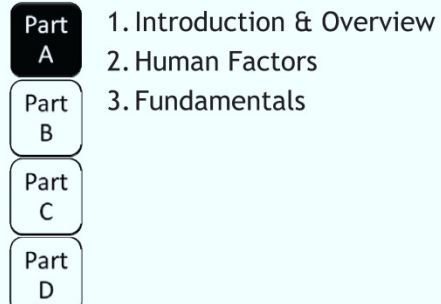 Part
A
1. Introduction & Overview
2. Human Factors
3. Fundamentals
Part
B
Part
C
Part
D